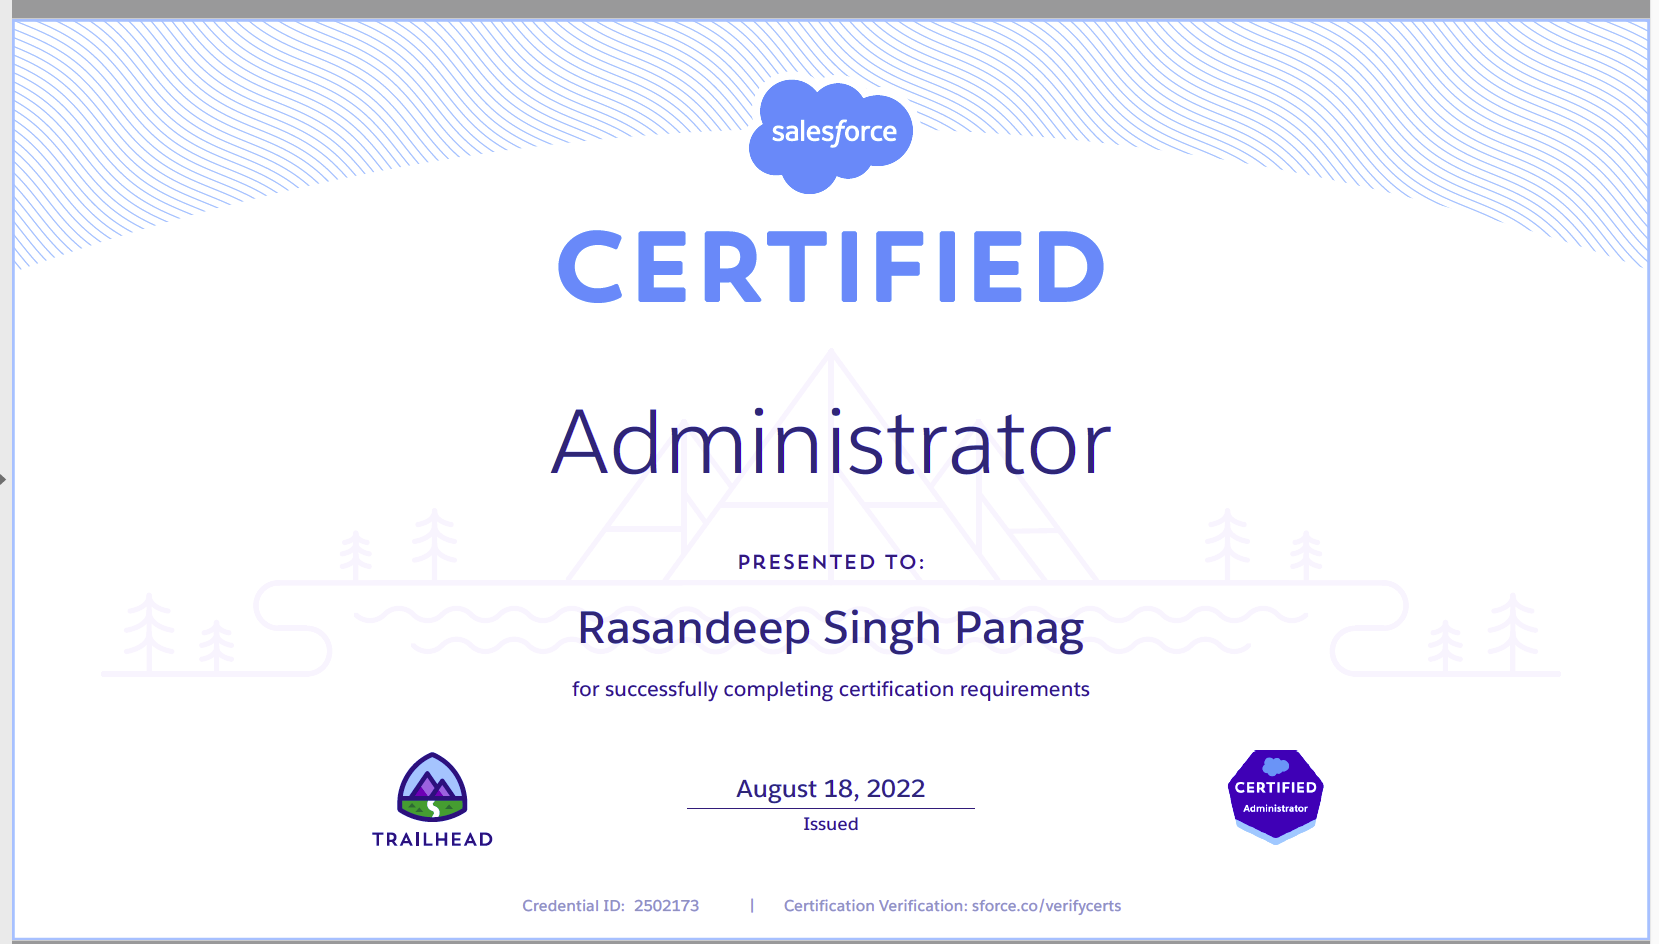 salesforce
CERTIFIED
Administrator
PRESENTED TO:
Rasandeep Singh Panag
for successfully completing certification requirements
TRAILHEAD
August 18, 2022
Issued
CERTIFIED
Administrator
Credential ID: 2502173 | Certification Verification: sforce.co/verifycerts